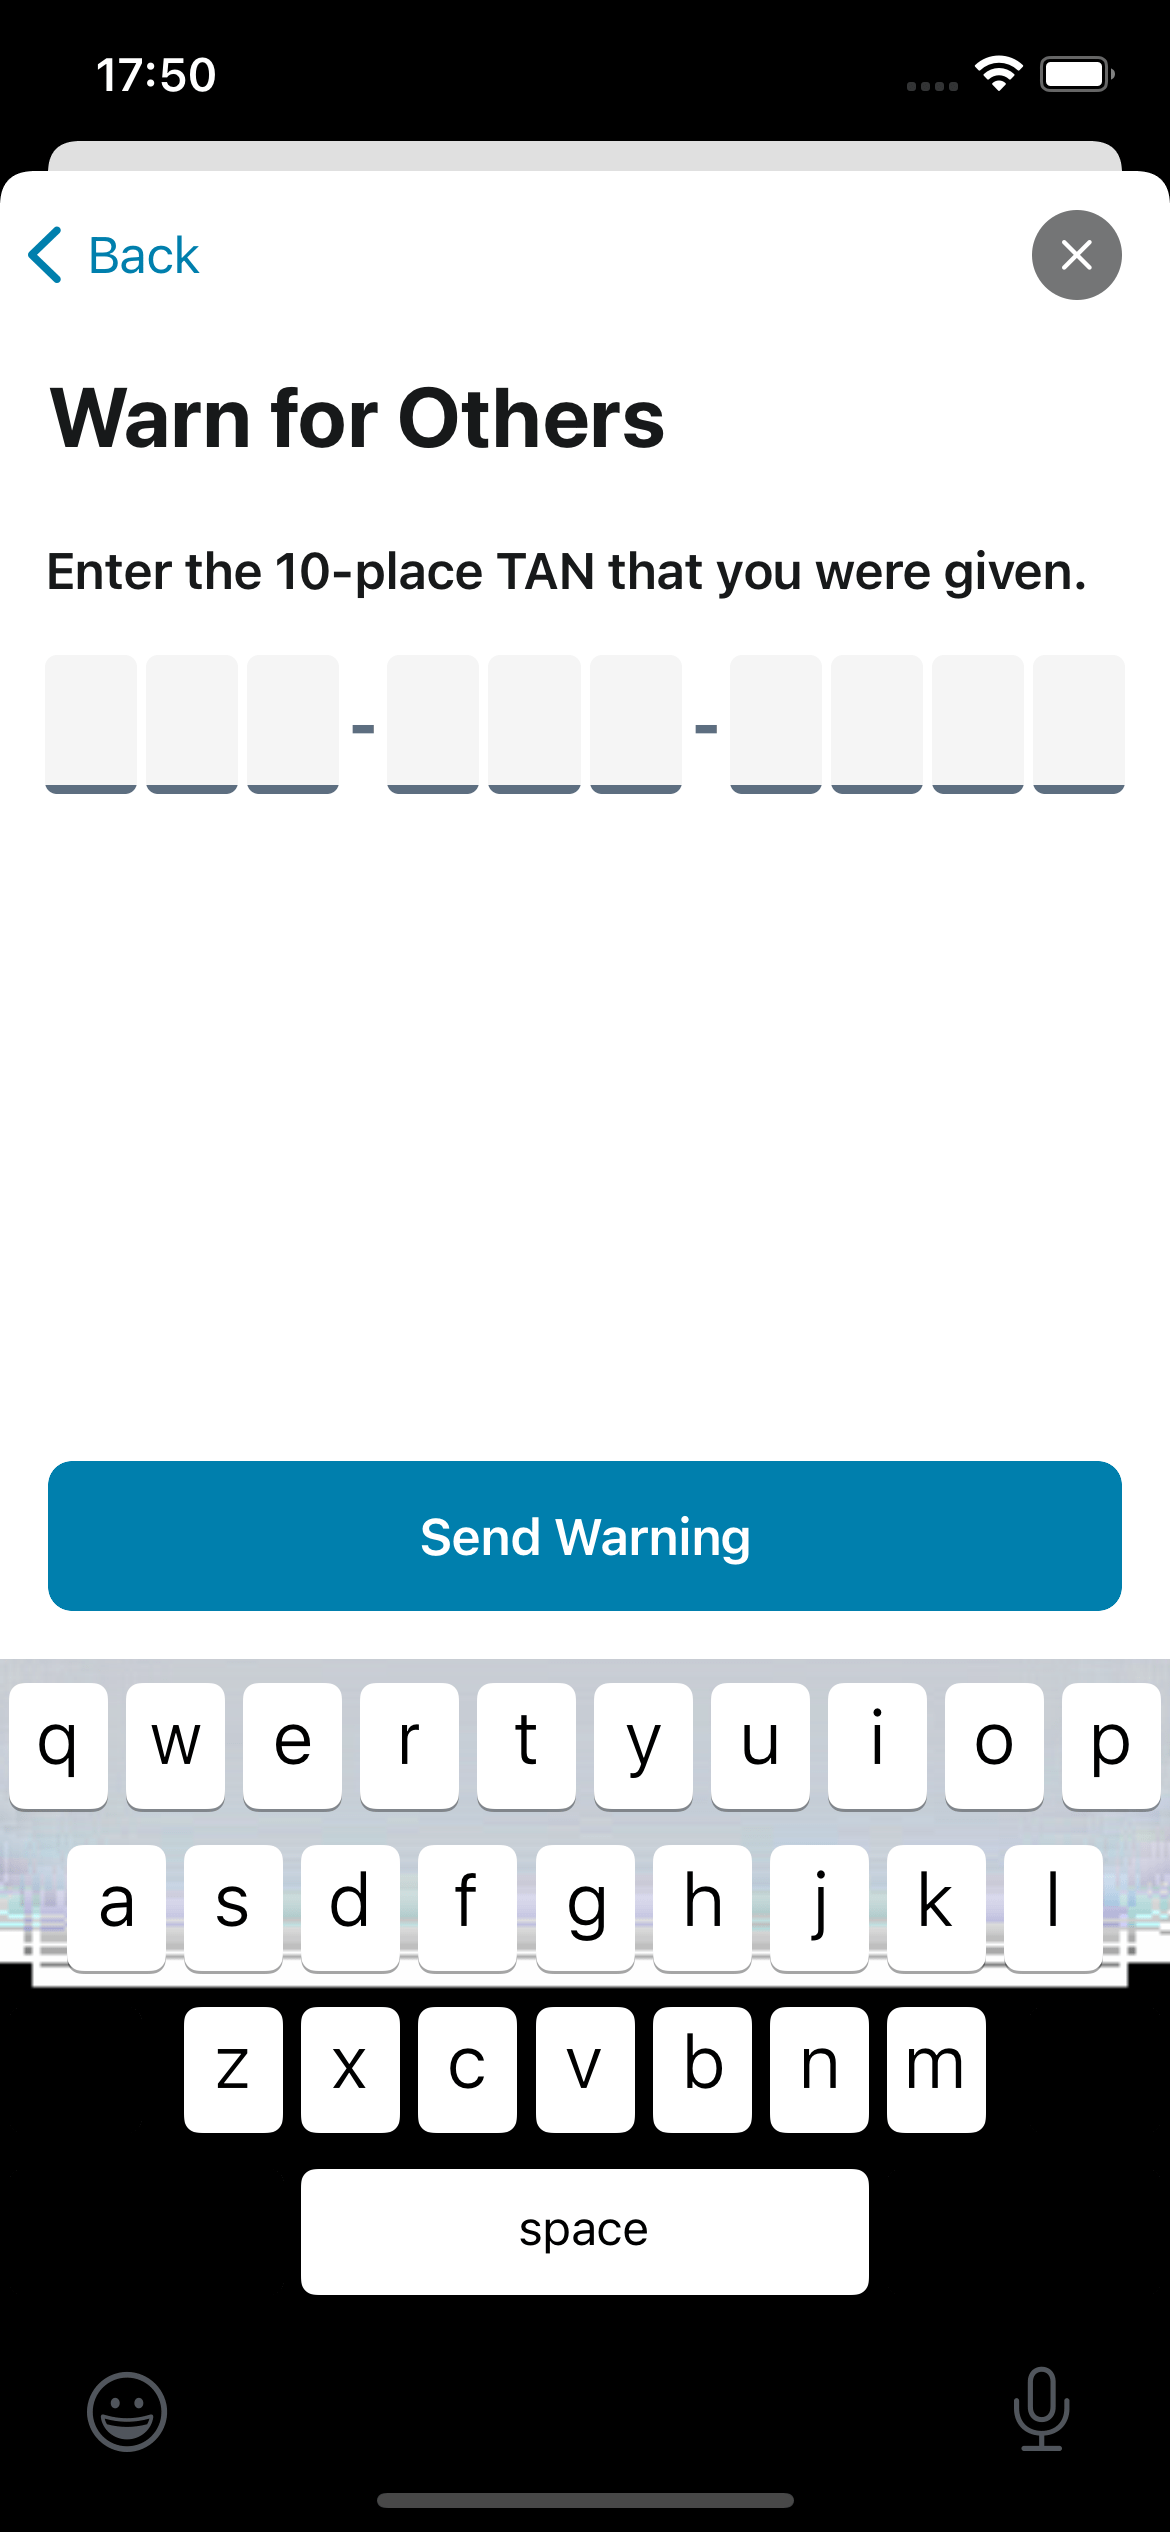 17:50
Back
Warn for Others
Enter the 10-place TAN that you were given.
- -
Send Warning
q w e r t y u i o p
a s d f g h j k l
z x c v b n m
space